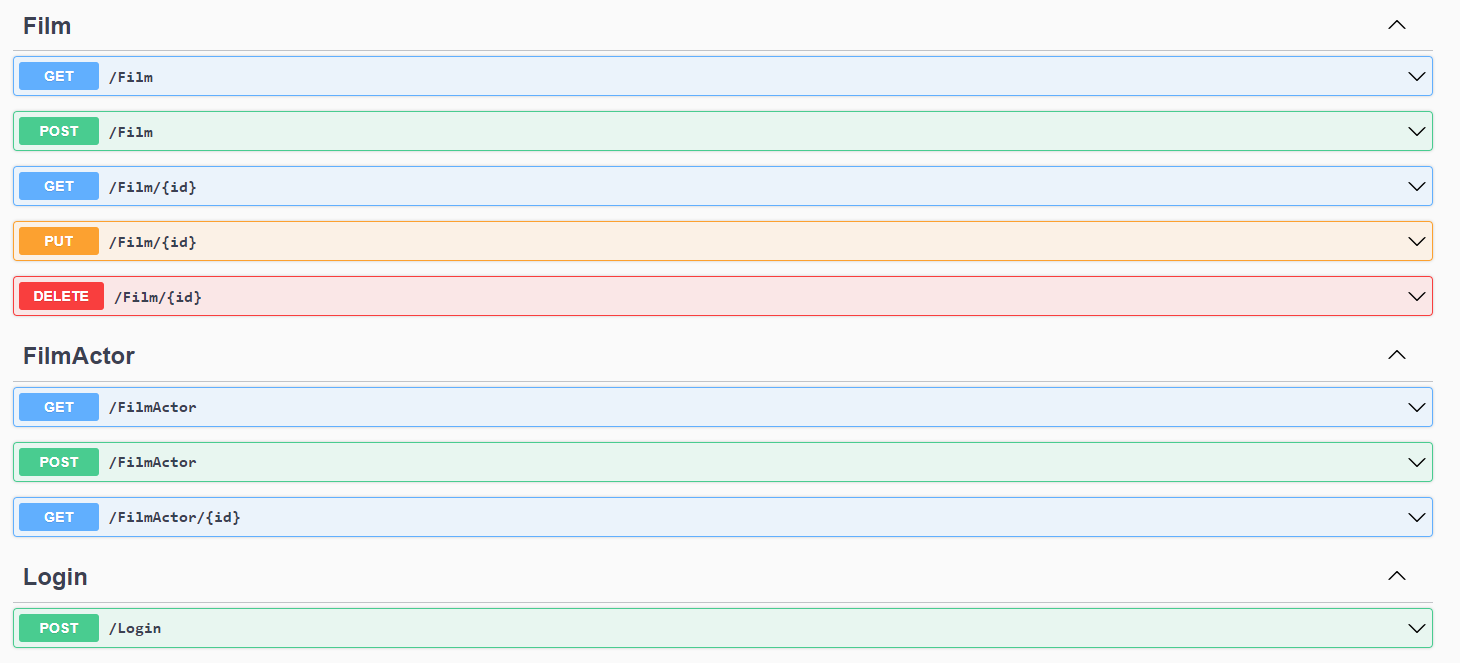 Film
GET /Film
POST /Film
GET /Film/{id}
PUT /Film/{id}
DELETE /Film/{id}
FilmActor
GET /FilmActor
POST /FilmActor
GET /FilmActor/{id}
Login
POST /Login